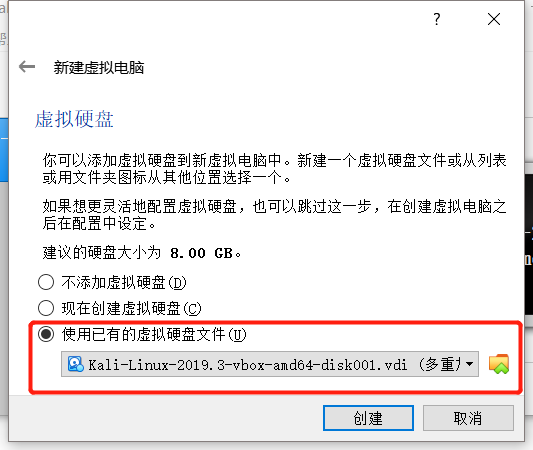 ?
新建虚拟电脑
虚拟硬盘
你可以添加虚拟硬盘到新虚拟电脑中。新建一个虚拟硬盘文件或从列表
或用文件夹图标从其他位置选择一个。
如果想更灵活地配置虚拟硬盘，也可以跳过这一步，在创建虚拟电脑之
后在配置中设定。
建议的硬盘大小为 8.00 GB。
不添加虚拟硬盘(D)
现在创建虚拟硬盘(C)
使用已有的虚拟硬盘文件(U)
Kali-Linux-2019.3-vbox-amd64-disk001.vdi (多重
创建
取消